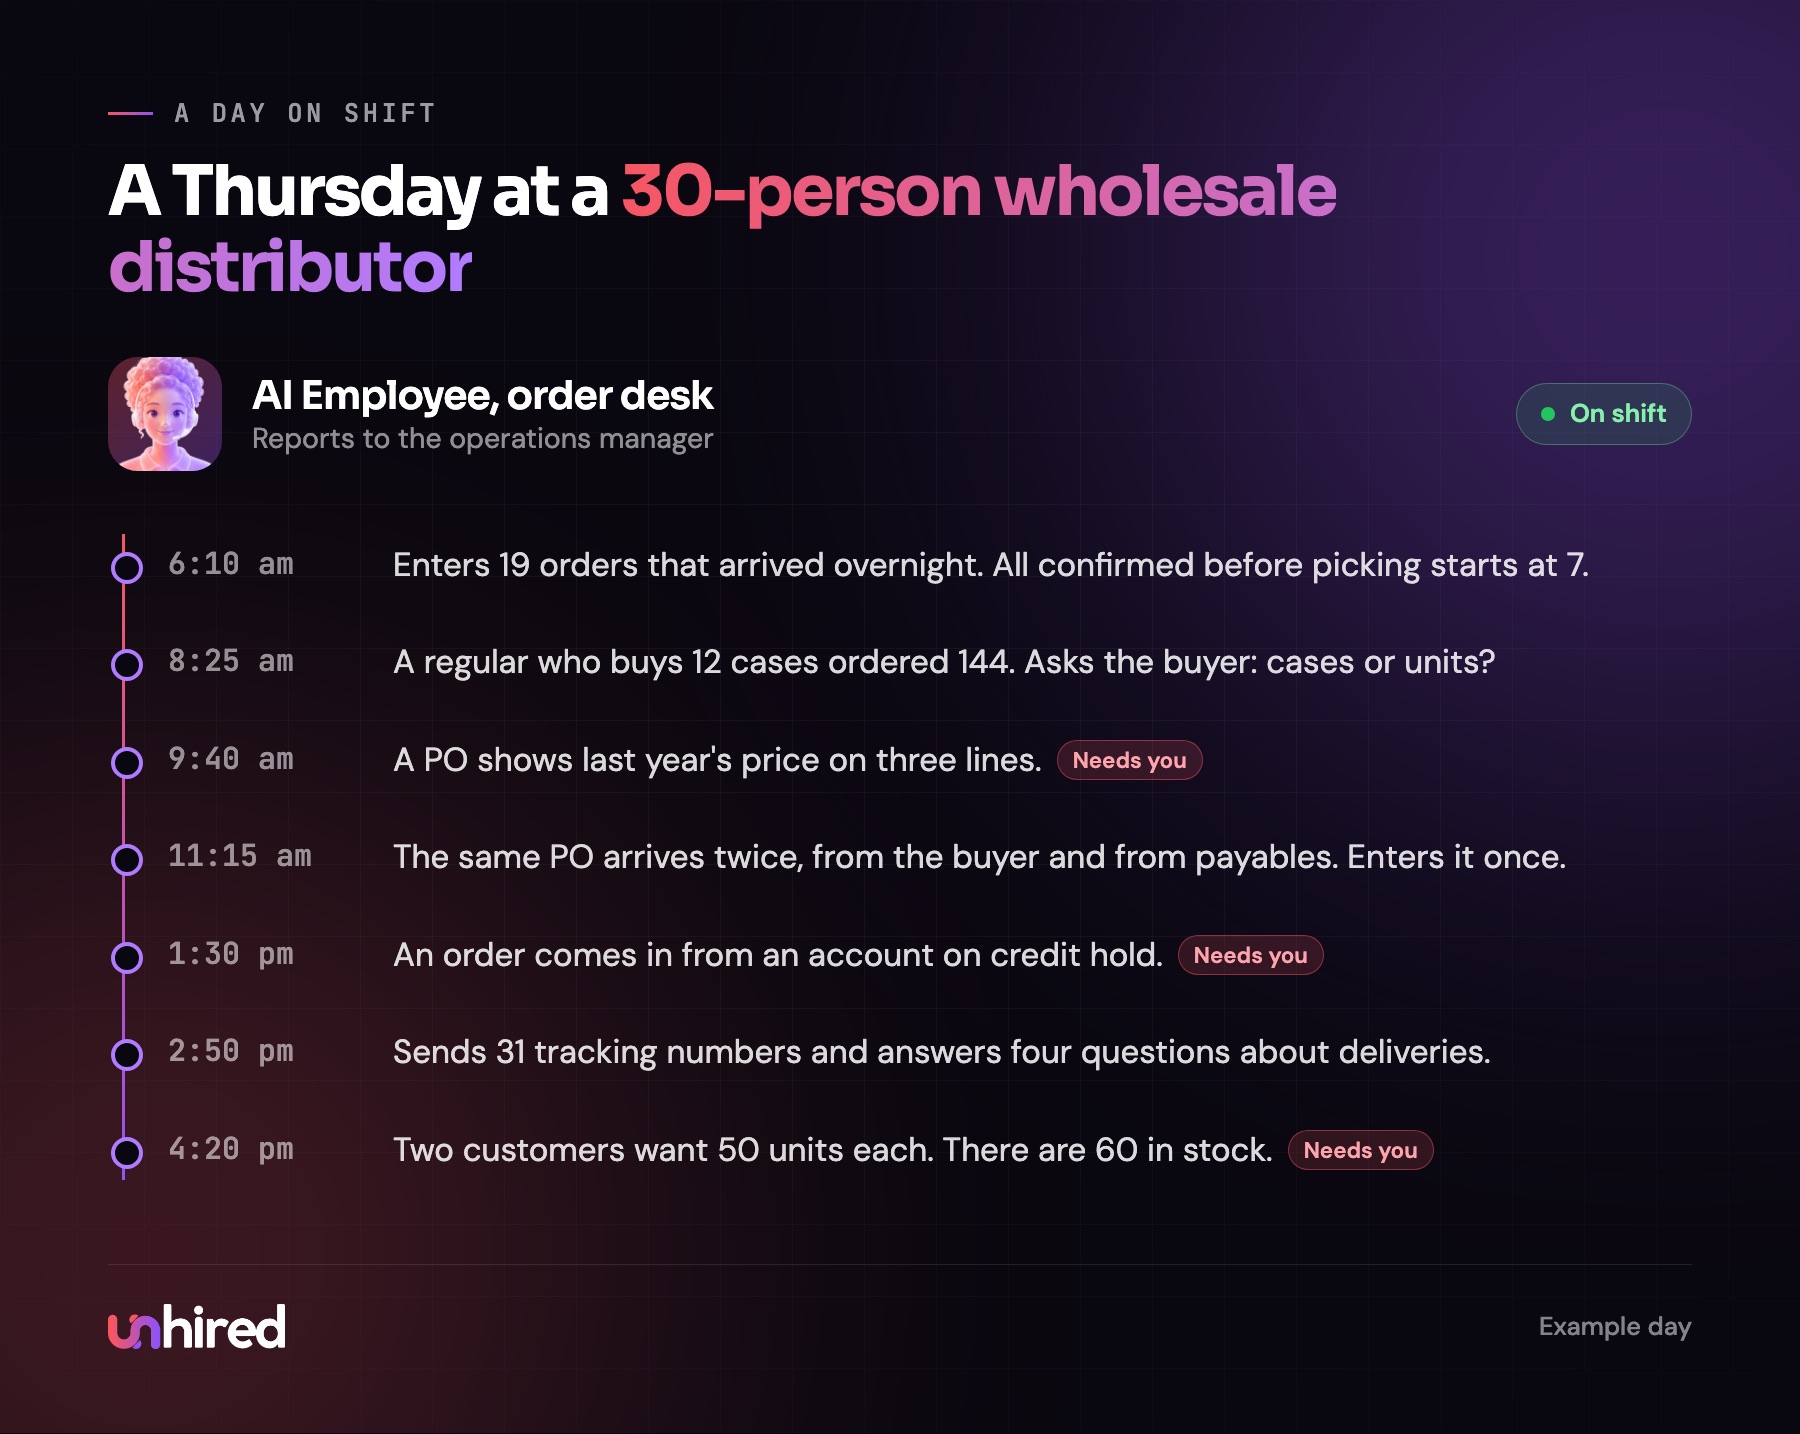 A DAY ON SHIFT
A Thursday at a 30-person wholesale
distributor
AI Employee, order desk
Reports to the operations manager
On shift
6:10 am Enters 19 orders that arrived overnight. All confirmed before picking starts at 7.
8:25 am A regular who buys 12 cases ordered 144. Asks the buyer: cases or units?
9:40 am A PO shows last year's price on three lines. Needs you
11:15 am The same PO arrives twice, from the buyer and from payables. Enters it once.
1:30 pm An order comes in from an account on credit hold. Needs you
2:50 pm Sends 31 tracking numbers and answers four questions about deliveries.
4:20 pm Two customers want 50 units each. There are 60 in stock. Needs you
unhired
Example day